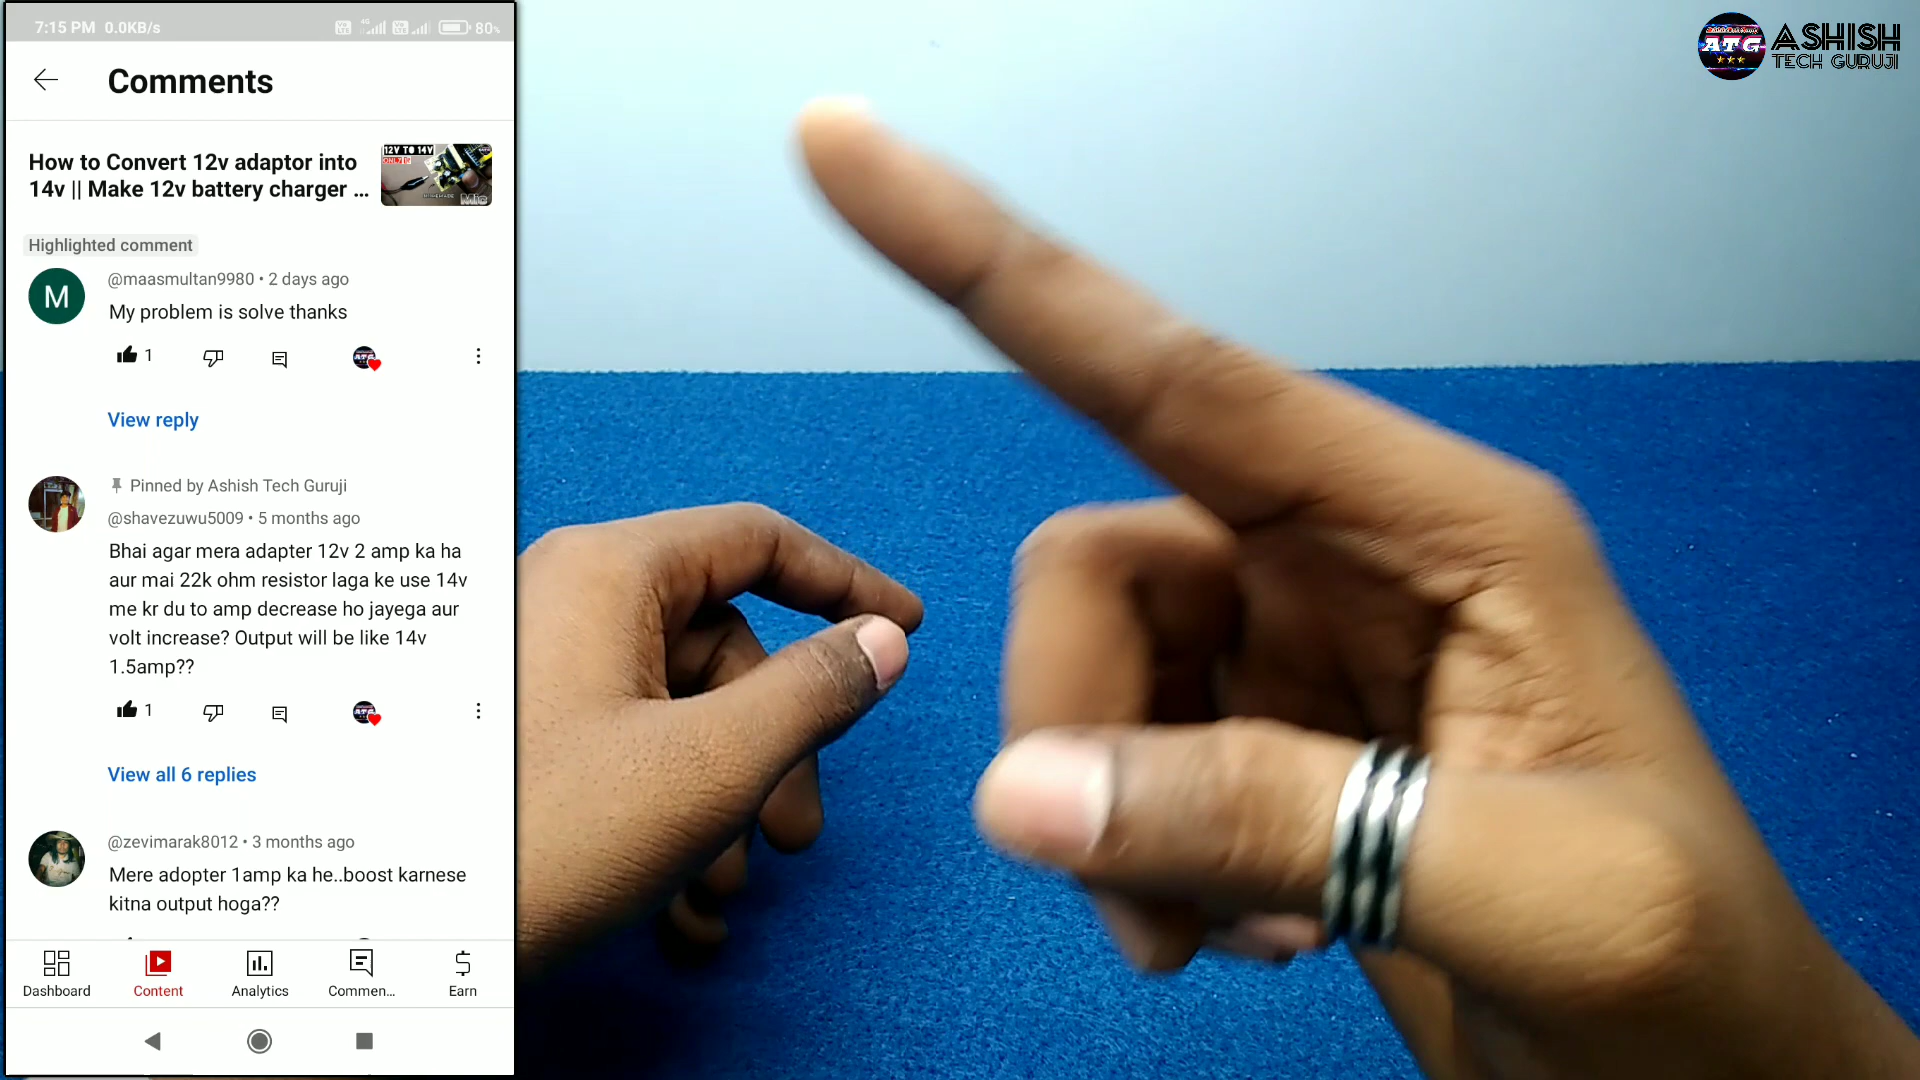 7:15 PM 0.0KB/s
4G
80%
Comments
How to Convert 12v adaptor into
14v || Make 12v battery charger ...
12V TO 14V
Highlighted comment
M
@maasmultan9980 • 2 days ago
My problem is solve thanks
1
View reply
Pinned by Ashish Tech Guruji
@shavezuwu5009 • 5 months ago
Bhai agar mera adapter 12v 2 amp ka ha
aur mai 22k ohm resistor laga ke use 14v
me kr du to amp decrease ho jayega aur
volt increase? Output will be like 14v
1.5amp??
1
View all 6 replies
@zevimarak8012 • 3 months ago
Mere adopter 1amp ka he..boost karnese
kitna output hoga??
Dashboard
Content
Analytics
Commen...
Earn
ATG
ASHISH
TECH GURUJI